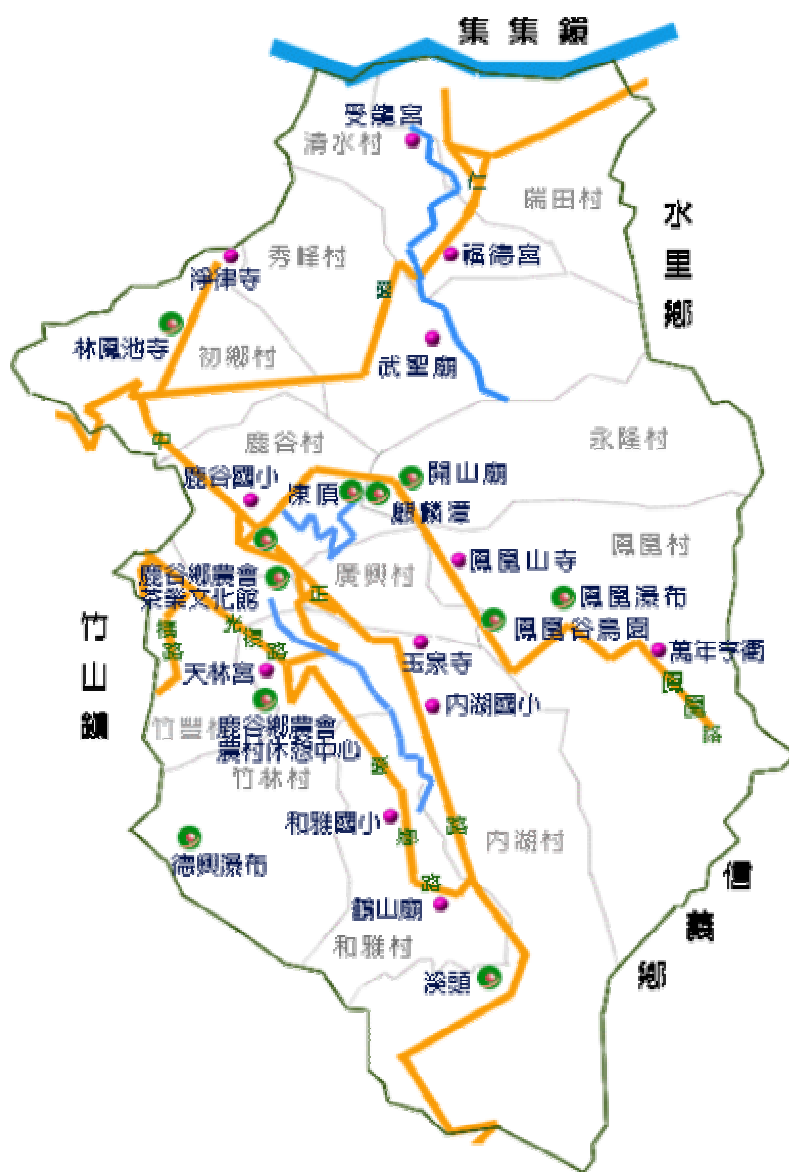 集集鎮
受龍宮
清水村
仁
瑞田村
水里鄉
秀峰村
福德宮
淨律寺
林鳳池寺
初鄉村
武聖廟
中
鹿谷村
永隆村
鹿谷國小
凍頂
開山廟
麒麟潭
鳳凰村
鹿谷鄉農會
茶業文化館
廣興村
鳳凰山寺
鳳凰瀑布
正
鳳凰谷鳥園
竹山鎮
光嶺路
路
玉泉寺
萬年亨衢
天林宮
內湖國小
鳳凰路
竹豐村
鹿谷鄉農會
農村休憩中心
竹林村
和雅國小
路
內湖村
德興瀑布
鄉
路
信義鄉
鶴山廟
和雅村
溪頭